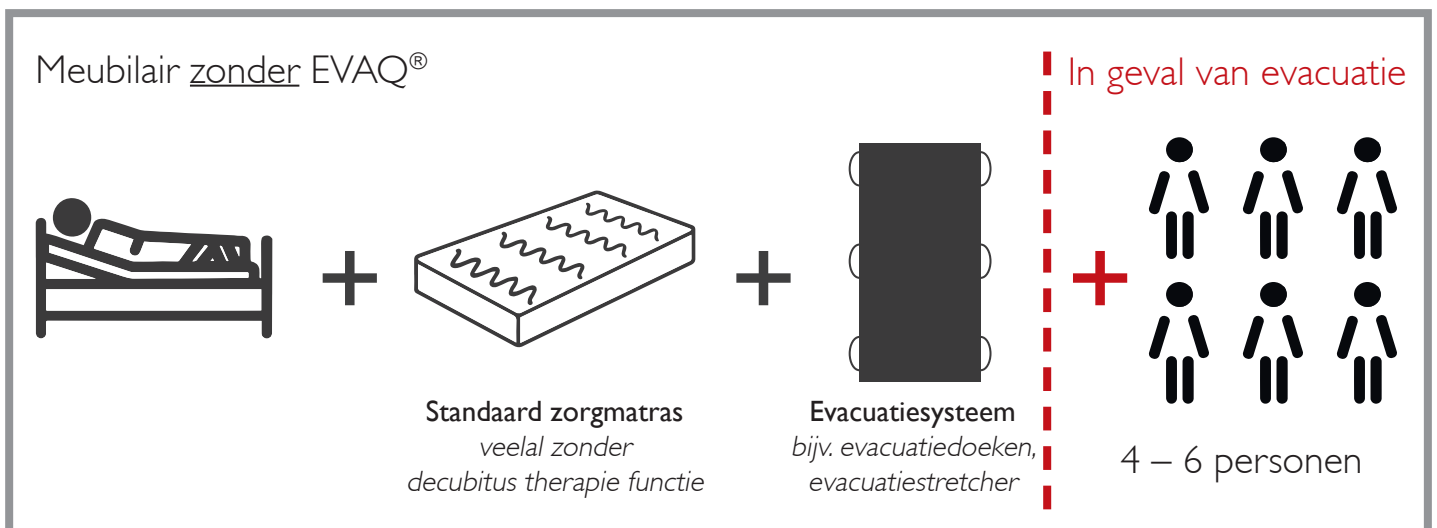 Meubilair zonder EVAQ®
In geval van evacuatie
Standaard zorgmatras
veelal zonder
decubitus therapie functie
Evacuatiesysteem
bijv. evacuatiedoeken,
evacuatiestretcher
4 – 6 personen